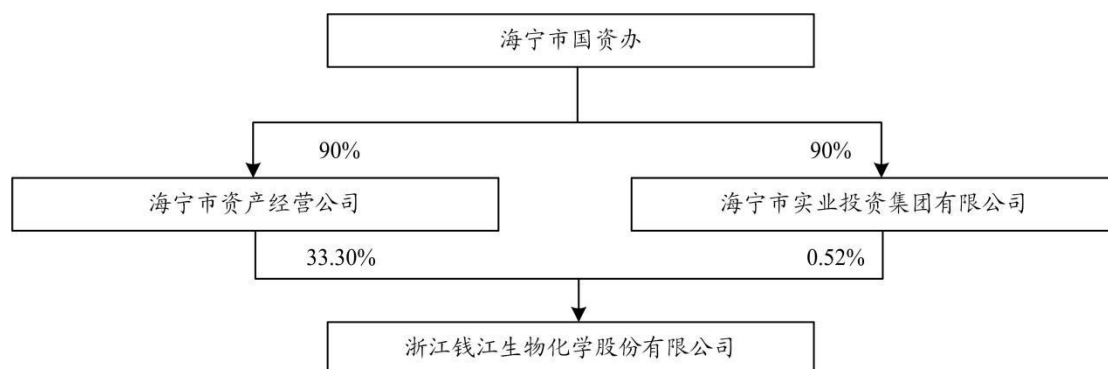 海宁市国资办
90%
90%
海宁市资产经营公司
海宁市实业投资集团有限公司
33.30%
0.52%
浙江钱江生物化学股份有限公司